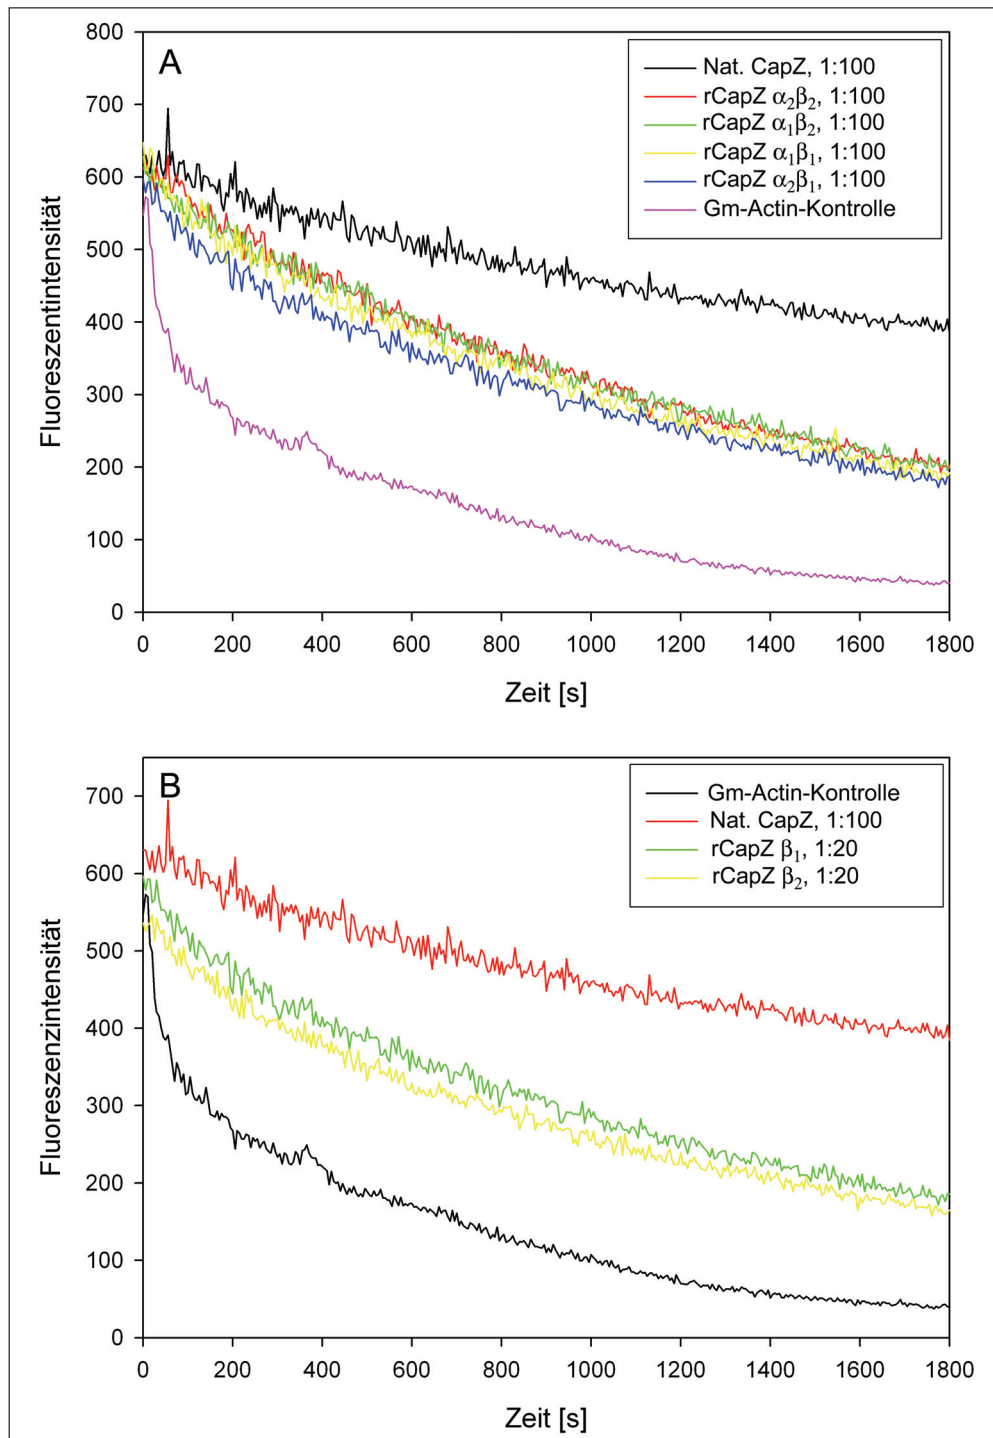 A
Nat. CapZ, 1:100
rCapZ α₂β₂, 1:100
rCapZ α₁β₂, 1:100
rCapZ α₁β₁, 1:100
rCapZ α₂β₁, 1:100
Gm-Actin-Kontrolle
Fluoreszentintensität
800
700
600
500
400
300
200
100
0
0 200 400 600 800 1000 1200 1400 1600 1800
Zeit [s]
B
Gm-Actin-Kontrolle
Nat. CapZ, 1:100
rCapZ β₁, 1:20
rCapZ β₂, 1:20
Fluoreszenzintensität
700
600
500
400
300
200
100
0
0 200 400 600 800 1000 1200 1400 1600 1800
Zeit [s]